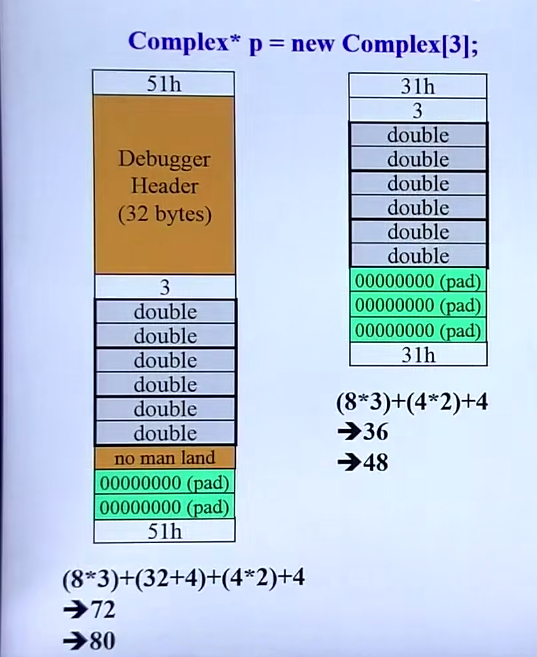 Complex* p = new Complex[3];
51h
Debugger
Header
(32 bytes)
3
double
double
double
double
double
double
no man land
00000000 (pad)
00000000 (pad)
51h
(8*3)+(32+4)+(4*2)+4
➔72
➔80
31h
3
double
double
double
double
double
double
00000000 (pad)
00000000 (pad)
00000000 (pad)
31h
(8*3)+(4*2)+4
➔36
➔48